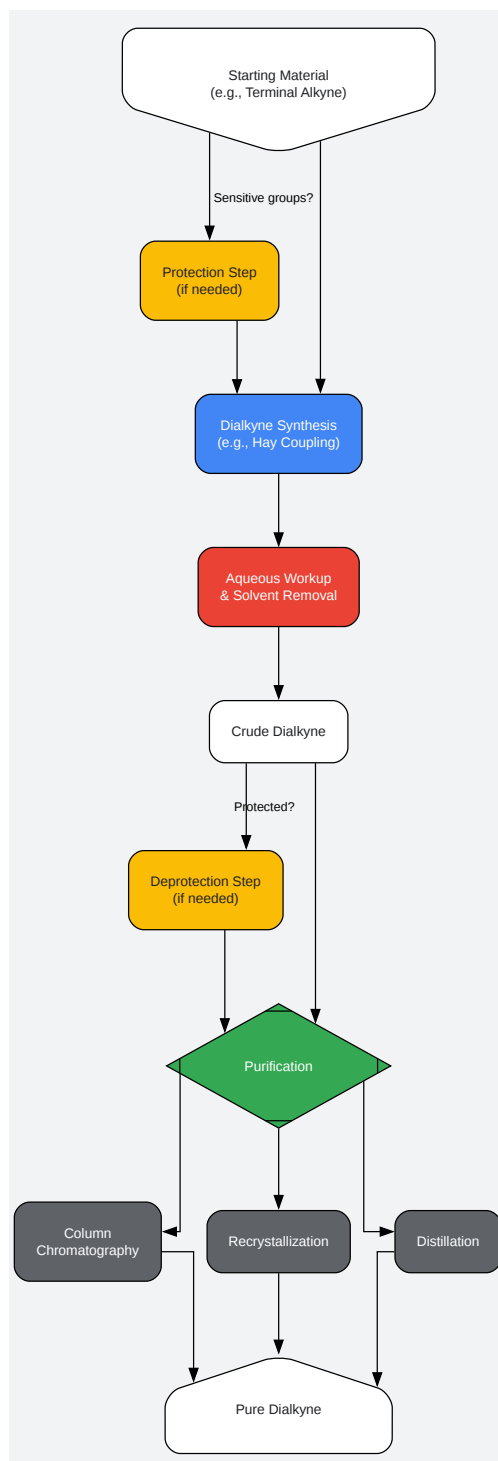 Starting Material
(e.g., Terminal Alkyne)
Sensitive groups?
Protection Step
(if needed)
Dialkyne Synthesis
(e.g., Hay Coupling)
Aqueous Workup
& Solvent Removal
Crude Dialkyne
Protected?
Deprotection Step
(if needed)
Purification
Column
Chromatography
Recrystallization
Distillation
Pure Dialkyne